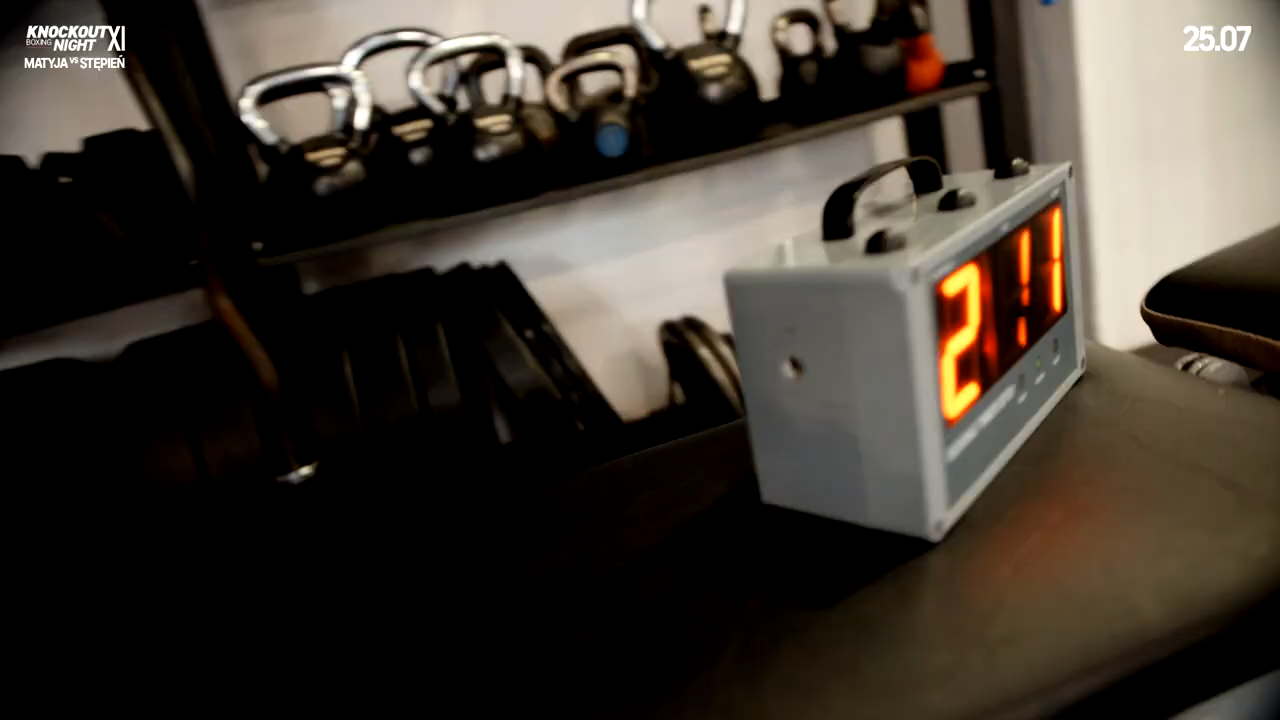 KNOCKOUT XI
BOXING NIGHT
MATYJA VS STĘPIEŃ
25.07
2 11